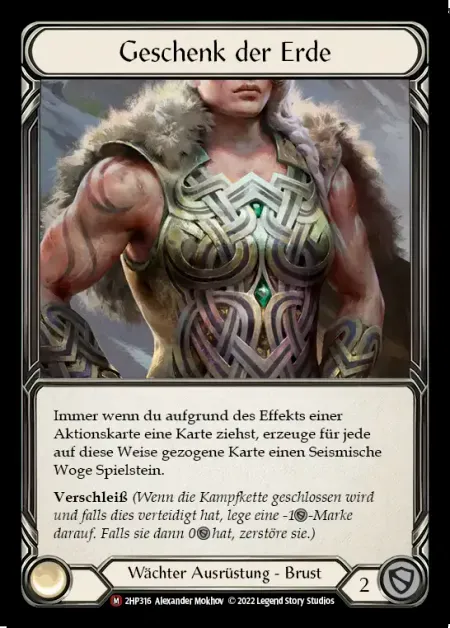 Geschenk der Erde
Immer wenn du aufgrund des Effekts einer
Aktionskarte eine Karte ziehst, erzeuge für jede
auf diese Weise gezogene Karte einen Seismische
Woge Spielstein.
Verschleiß (Wenn die Kampfkette geschlossen wird
und falls dies verteidigt hat, lege eine -1-Marke
darauf. Falls sie dann 0 hat, zerstöre sie.)
Wächter Ausrüstung - Brust
2
M 2HP316 Alexander Mokhov © 2022 Legend Story Studios